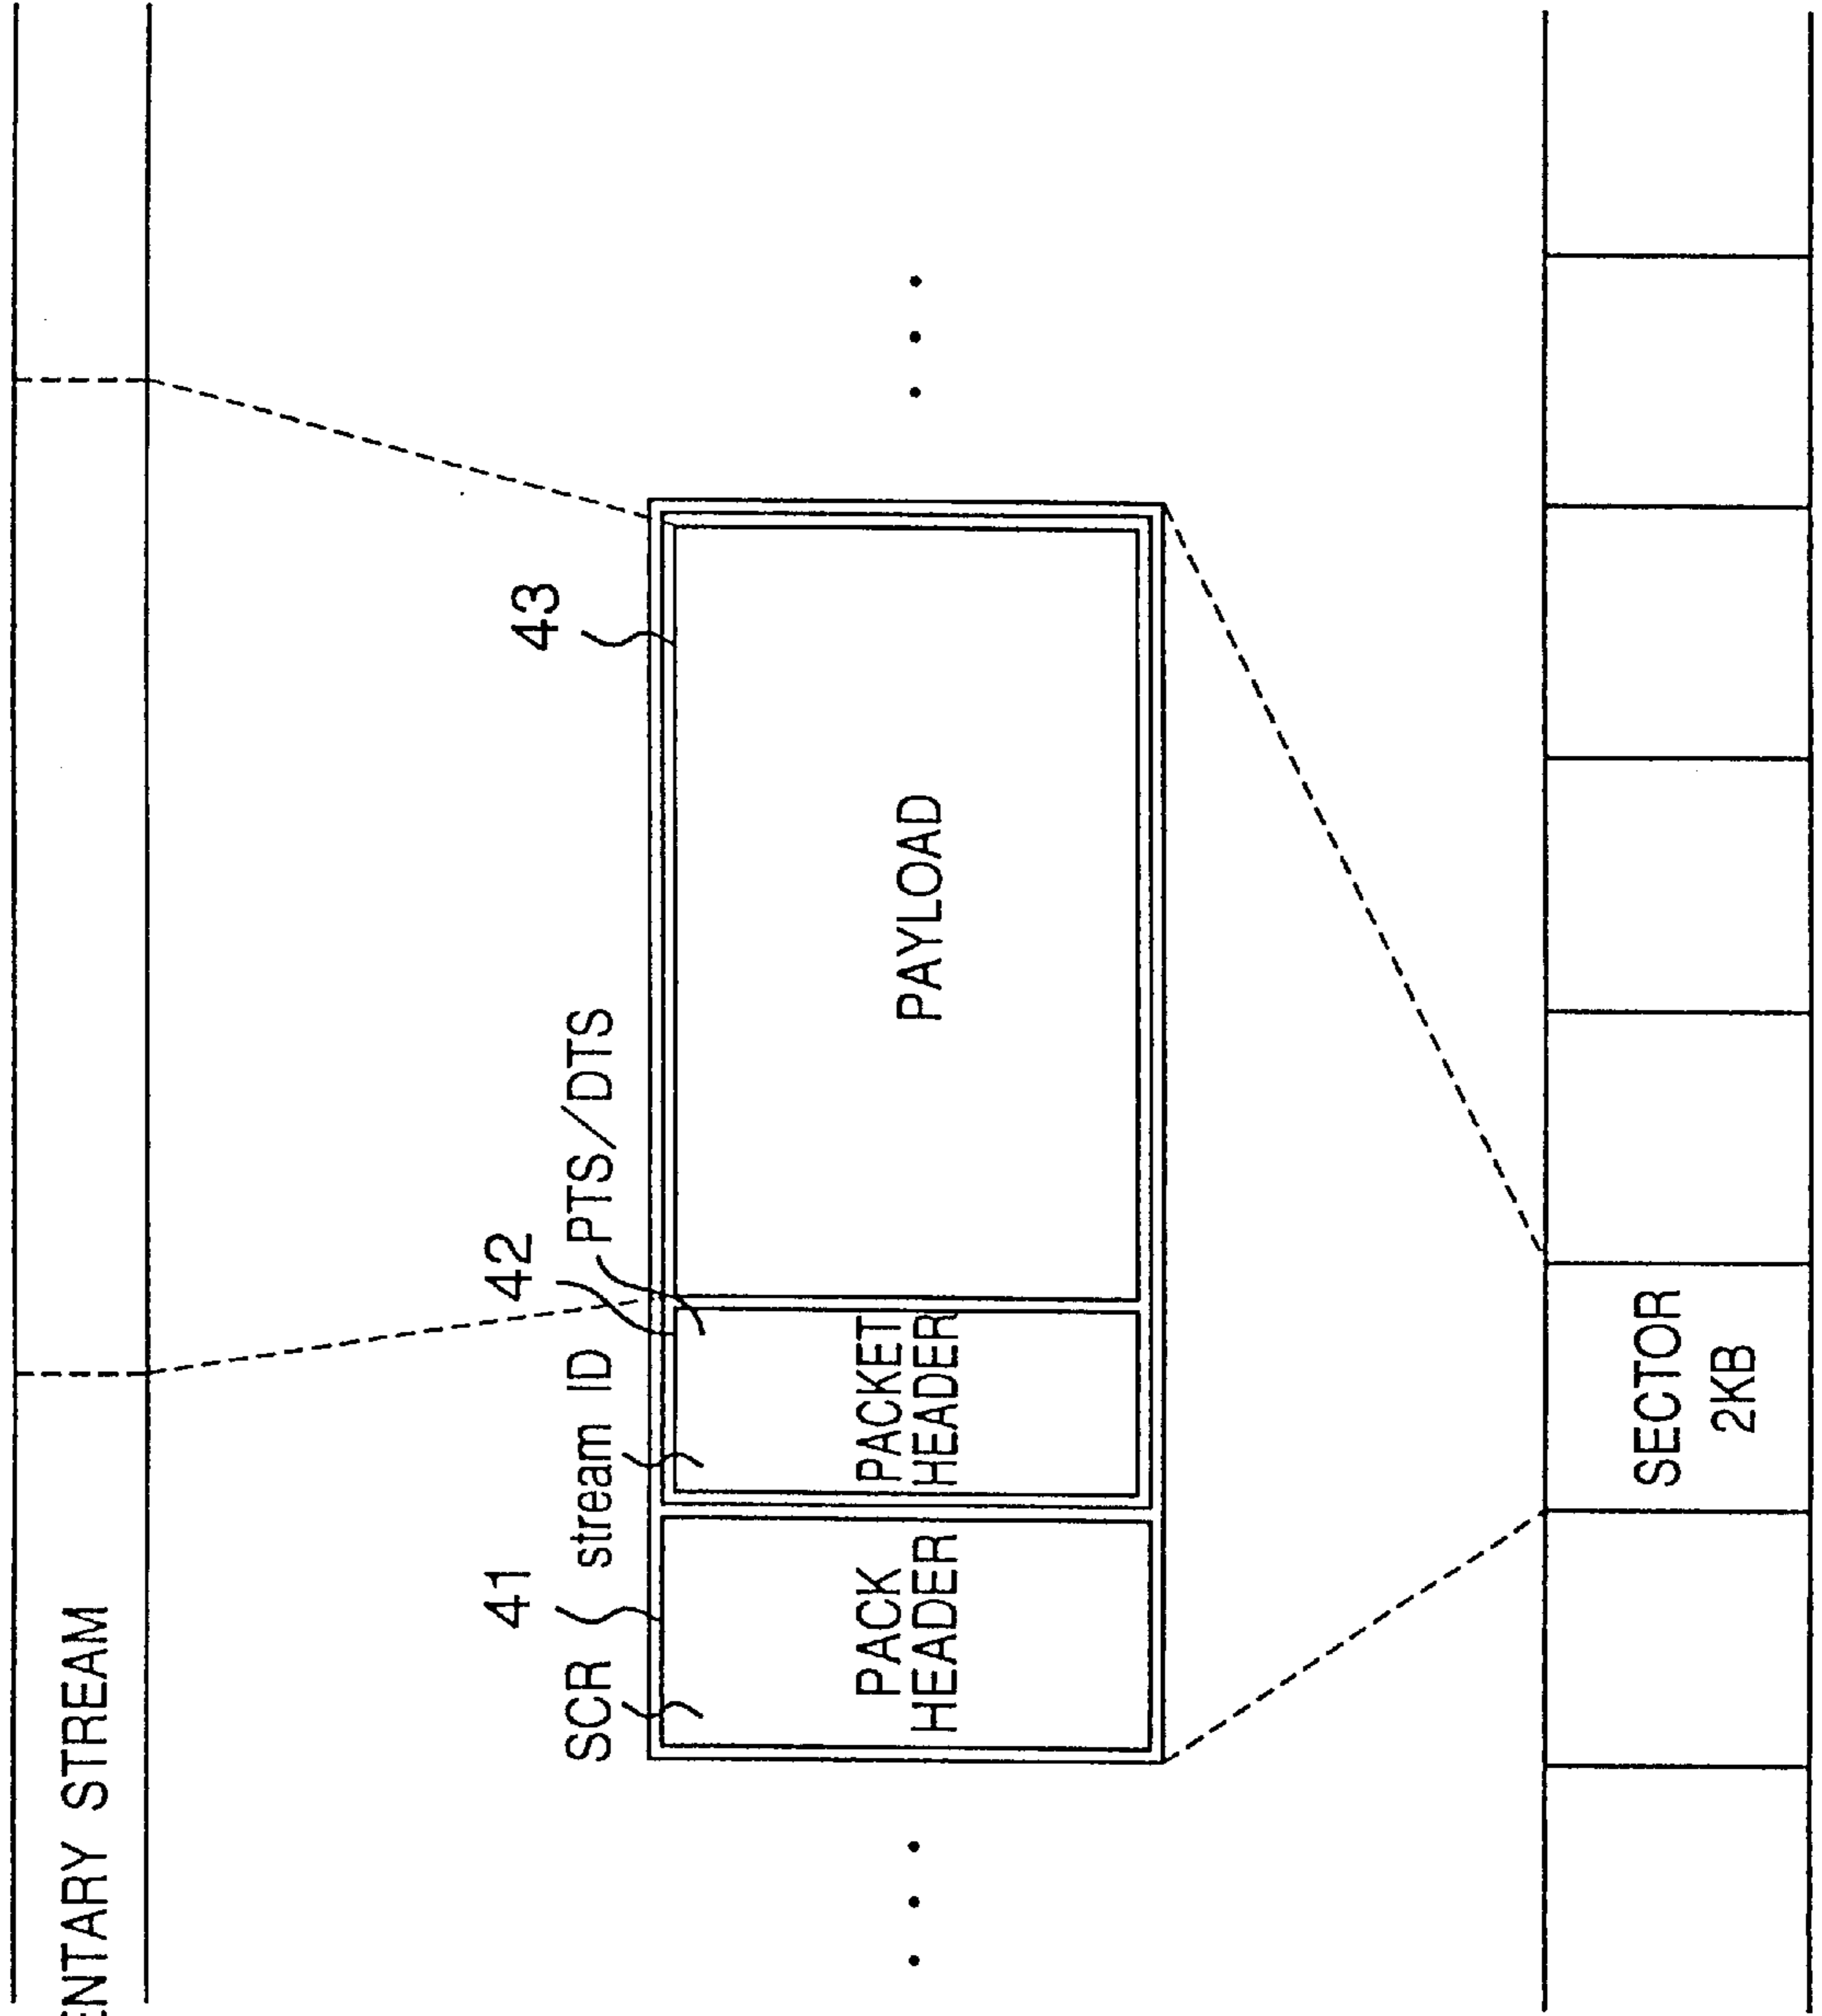 ENTARY STREAM
41
42
43
SCR
stream ID
PTS/DTS
PACK
HEADER
PACKET
HEADER
PAYLOAD
SECTOR
2KB